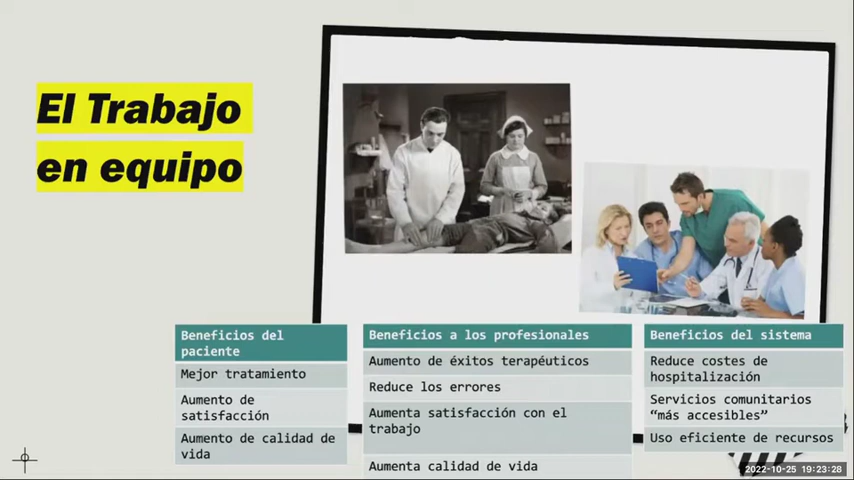 El Trabajo
en equipo
Beneficios del
paciente
Mejor tratamiento
Aumento de
satisfacción
Aumento de calidad de
vida
Beneficios a los profesionales
Aumento de éxitos terapéuticos
Reduce los errores
Aumenta satisfacción con el
trabajo
Aumenta calidad de vida
Beneficios del sistema
Reduce costes de
hospitalización
Servicios comunitarios
“más accesibles”
Uso eficiente de recursos
2022-10-25 19:23:28